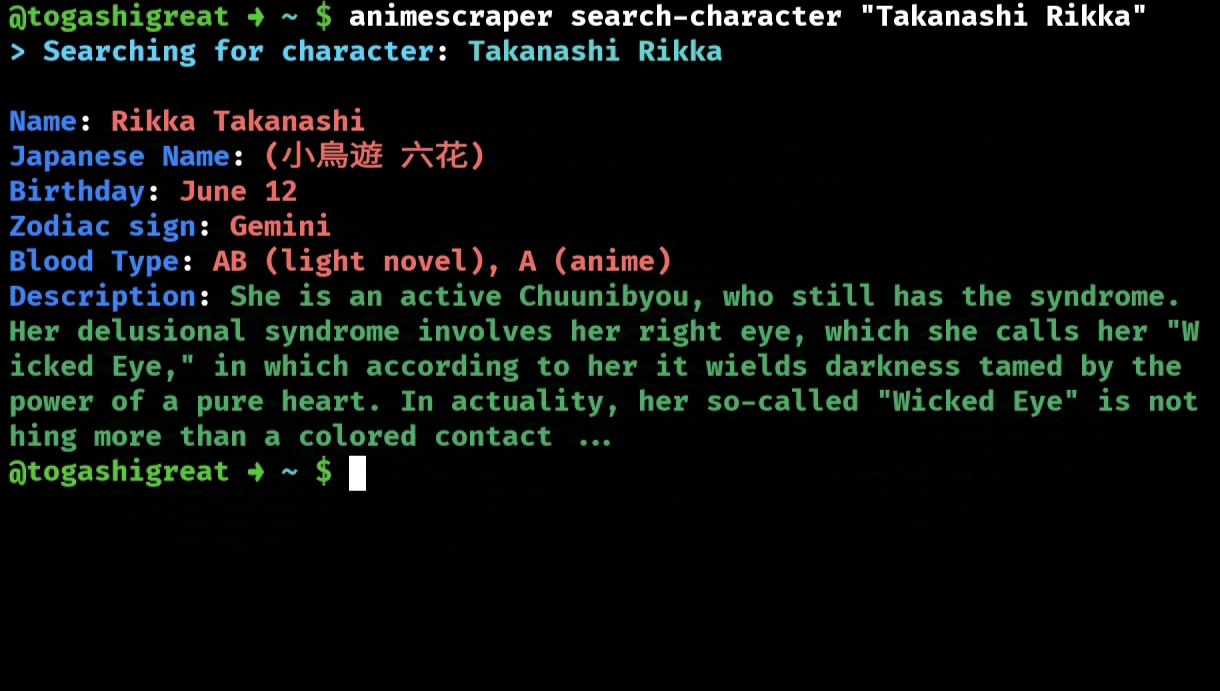 @togashigreat ➜ ~ $ animescraper search-character "Takanashi Rikka"
> Searching for character: Takanashi Rikka
Name: Rikka Takanashi
Japanese Name: (小鳥遊 六花)
Birthday: June 12
Zodiac sign: Gemini
Blood Type: AB (light novel), A (anime)
Description: She is an active Chuunibyou, who still has the syndrome.
Her delusional syndrome involves her right eye, which she calls her "W
icked Eye," in which according to her it wields darkness tamed by the
power of a pure heart. In actuality, her so-called "Wicked Eye" is not
hing more than a colored contact ...
@togashigreat ➜ ~ $